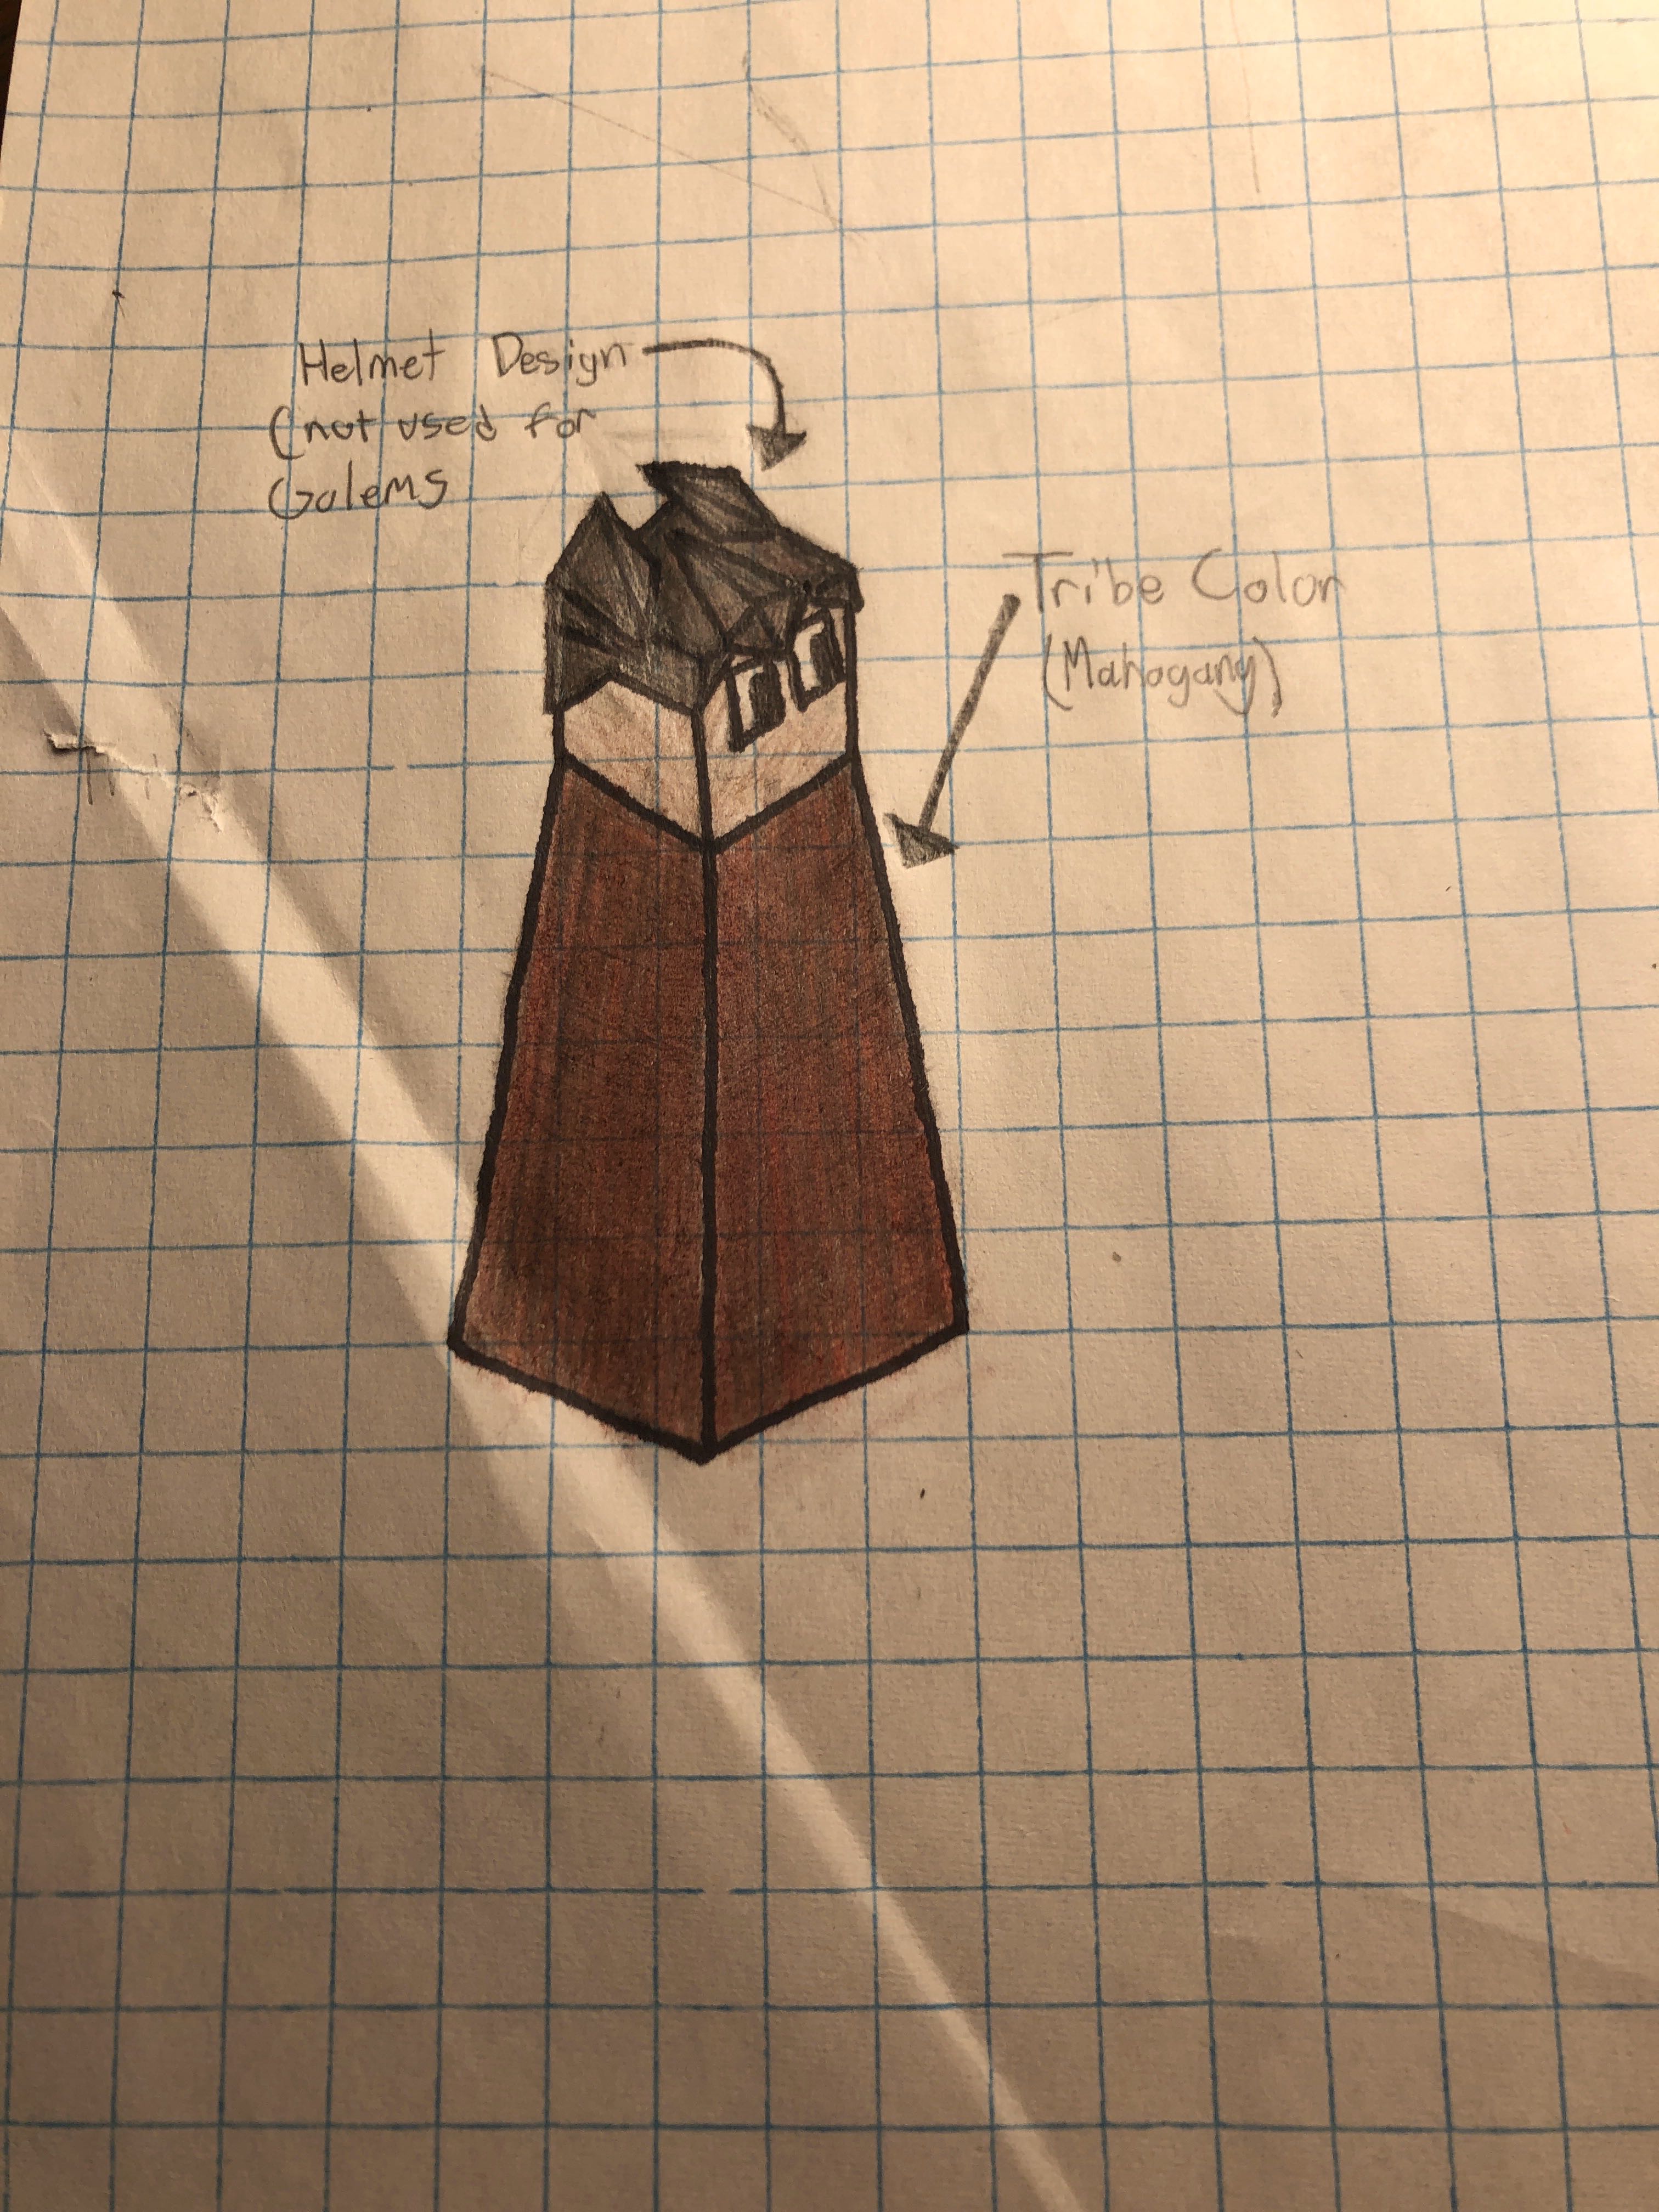 Helmet Design
(not used for
Golems
Tribe Color
(Mahogany)